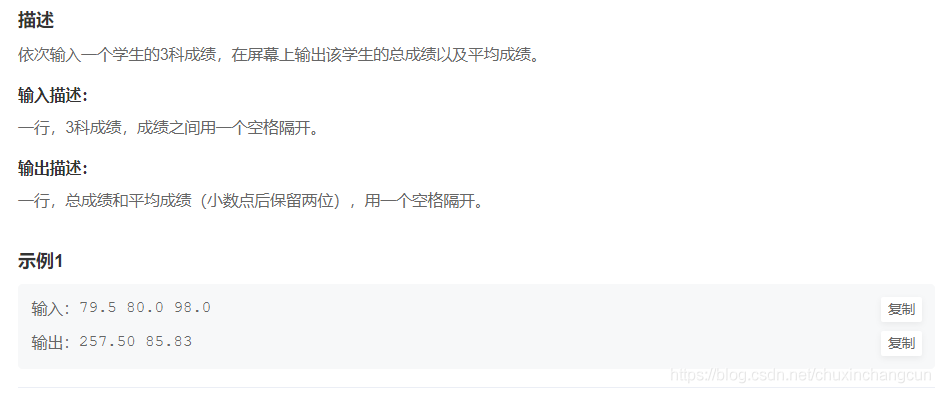 描述
依次输入一个学生的3科成绩，在屏幕上输出该学生的总成绩以及平均成绩。
输入描述：
一行，3科成绩，成绩之间用一个空格隔开。
输出描述：
一行，总成绩和平均成绩（小数点后保留两位），用一个空格隔开。
示例1
输入：79.5 80.0 98.0 复制
输出：257.50 85.83 复制
https://blog.csdn.net/chuxinchangcun